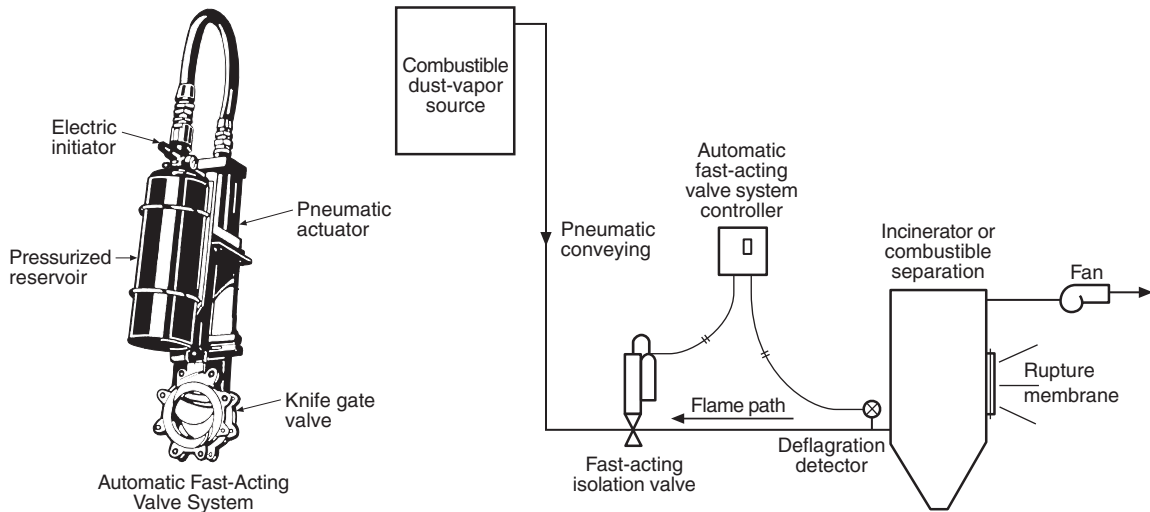 Electric
initiator
Pressurized
reservoir
Pneumatic
actuator
Knife gate
valve
Automatic Fast-Acting
Valve System
Combustible
dust-vapor
source
Pneumatic
conveying
Automatic
fast-acting
valve system
controller
Incinerator or
combustible
separation
Fan
Rupture
membrane
Flame path
Deflagration
detector
Fast-acting
isolation valve